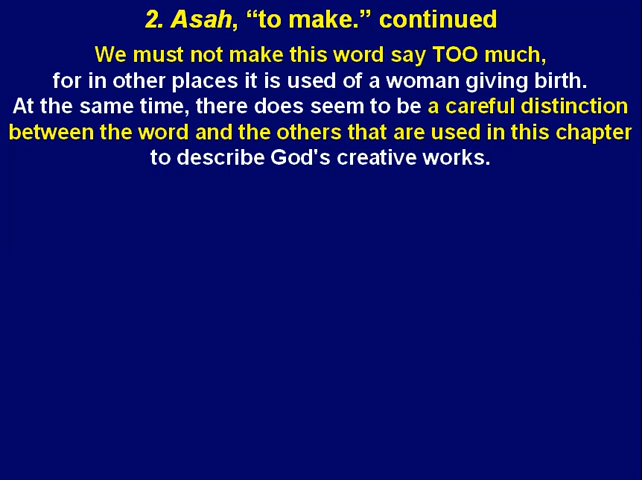 2. Asah, “to make.” continued
We must not make this word say TOO much,
for in other places it is used of a woman giving birth.
At the same time, there does seem to be a careful distinction
between the word and the others that are used in this chapter
to describe God's creative works.